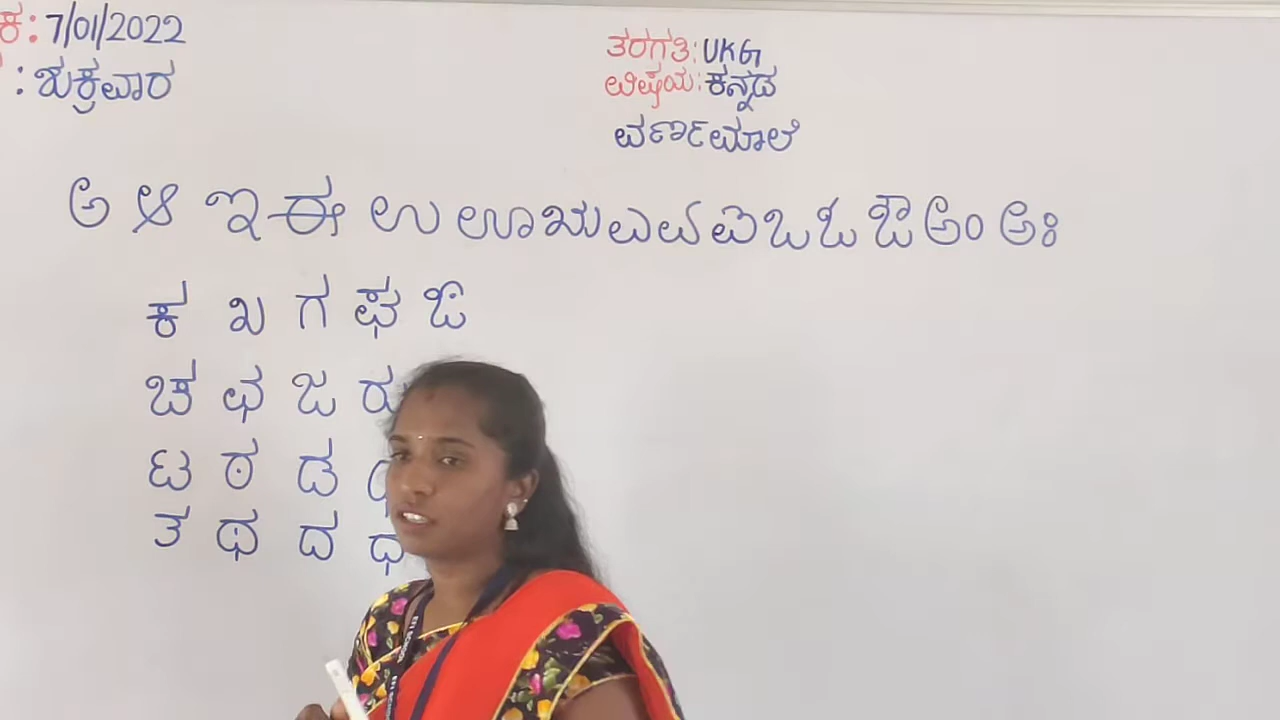 ಕ: 7/01/2022
: ಶುಕ್ರವಾರ
ತರಗತಿ: UKG
ವಿಷಯ: ಕನ್ನಡ
ವರ್ಣಮಾಲೆ
ಅ ಆ ಇ ಈ ಉ ಊ ಋ ಎ ಏ ಐ ಒ ಓ ಔ ಅಂ ಅಃ
ಕ ಖ ಗ ಘ ಙ
ಚ ಛ ಜ
ಟ ಠ ಡ
ತ ಥ ದ ಧ